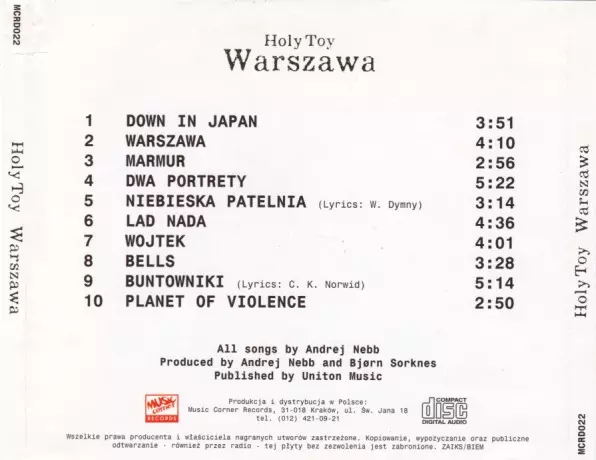 MCRD022
Holy Toy
Warszawa
1 DOWN IN JAPAN 3:51
2 WARSZAWA 4:10
3 MARMUR 2:56
4 DWA PORTRETY 5:22
5 NIEBIESKA PATELNIA (Lyrics: W. Dymny) 3:14
6 LAD NADA 4:36
7 WOJTEK 4:01
8 BELLS 3:28
9 BUNTOWNIKI (Lyrics: C. K. Norwid) 5:14
10 PLANET OF VIOLENCE 2:50
Holy Toy Warszawa
Holy Toy Warszawa
All songs by Andrej Nebb
Produced by Andrej Nebb and Bjørn Sorknes
Published by Uniton Music
MUSIC
CORNER
RECORDS
Produkcja i dystrybucja w Polsce:
Music Corner Records, 31-018 Kraków, ul. Św. Jana 18
tel. (012) 421-09-21
COMPACT
disc
DIGITAL AUDIO
Wszelkie prawa producenta i właściciela nagranych utworów zastrzeżone. Kopiowanie, wypożyczanie oraz publiczne
odtwarzanie - również przez radio - tej płyty bez zezwolenia jest zabronione. ZAIKS/BIEM
MCRD022